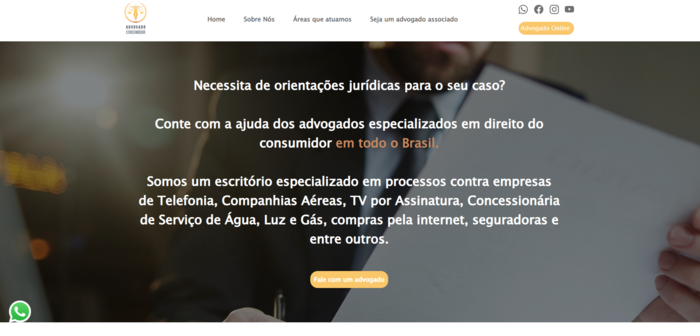 ADVOGADO
CONSUMIDOR
Home
Sobre Nós
Áreas que atuamos
Seja um advogado associado
Advogado Online
Necessita de orientações jurídicas para o seu caso?
Conte com a ajuda dos advogados especializados em direito do
consumidor em todo o Brasil.
Somos um escritório especializado em processos contra empresas
de Telefonia, Companhias Aéreas, TV por Assinatura, Concessionária
de Serviço de Água, Luz e Gás, compras pela internet, seguradoras e
entre outros.
Fale com um advogado